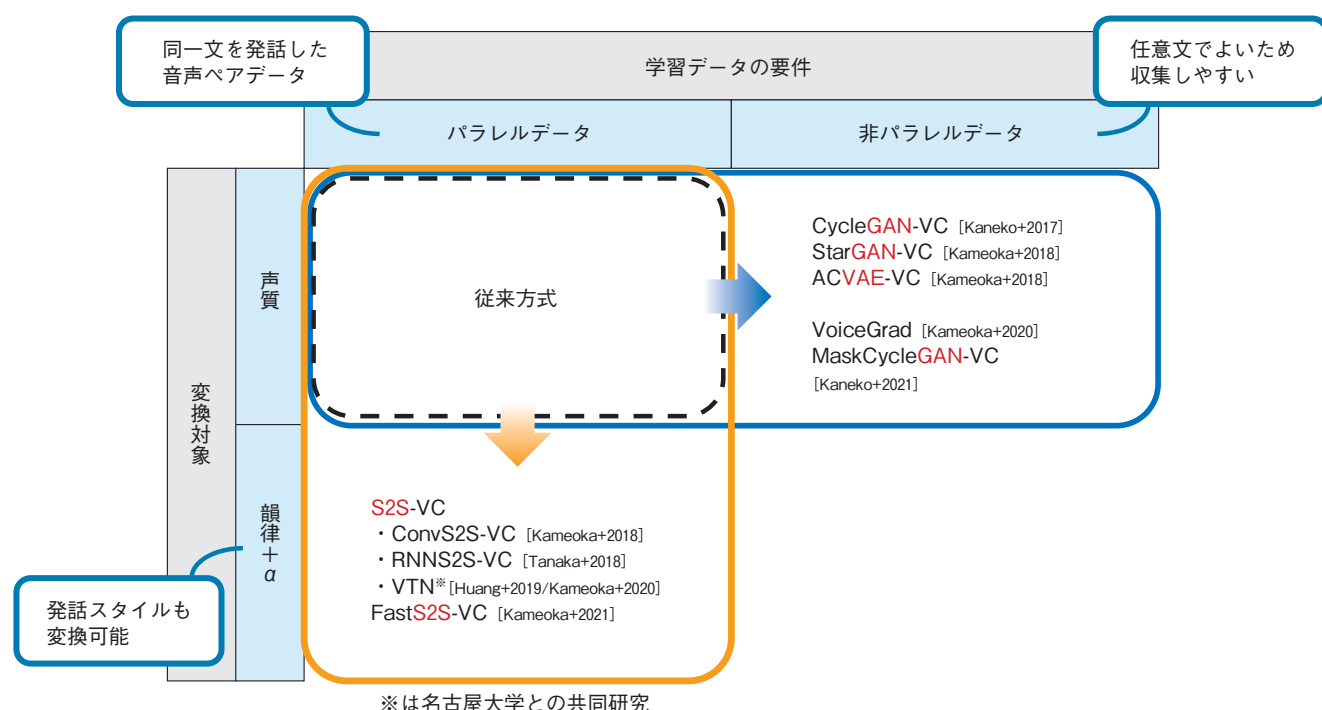 同一文を発話した
音声ペアデータ
学習データの要件
任意文でよいため
収集しやすい
パラレルデータ
非パラレルデータ
変換対象
声質
従来方式
CycleGAN-VC [Kaneko+2017]
StarGAN-VC [Kameoka+2018]
ACVAE-VC [Kameoka+2018]
VoiceGrad [Kameoka+2020]
MaskCycleGAN-VC
[Kaneko+2021]
韻律+α
S2S-VC
・ConvS2S-VC [Kameoka+2018]
・RNNS2S-VC [Tanaka+2018]
・VTN※[Huang+2019/Kameoka+2020]
FastS2S-VC [Kameoka+2021]
発話スタイルも
変換可能
※は名古屋大学との共同研究